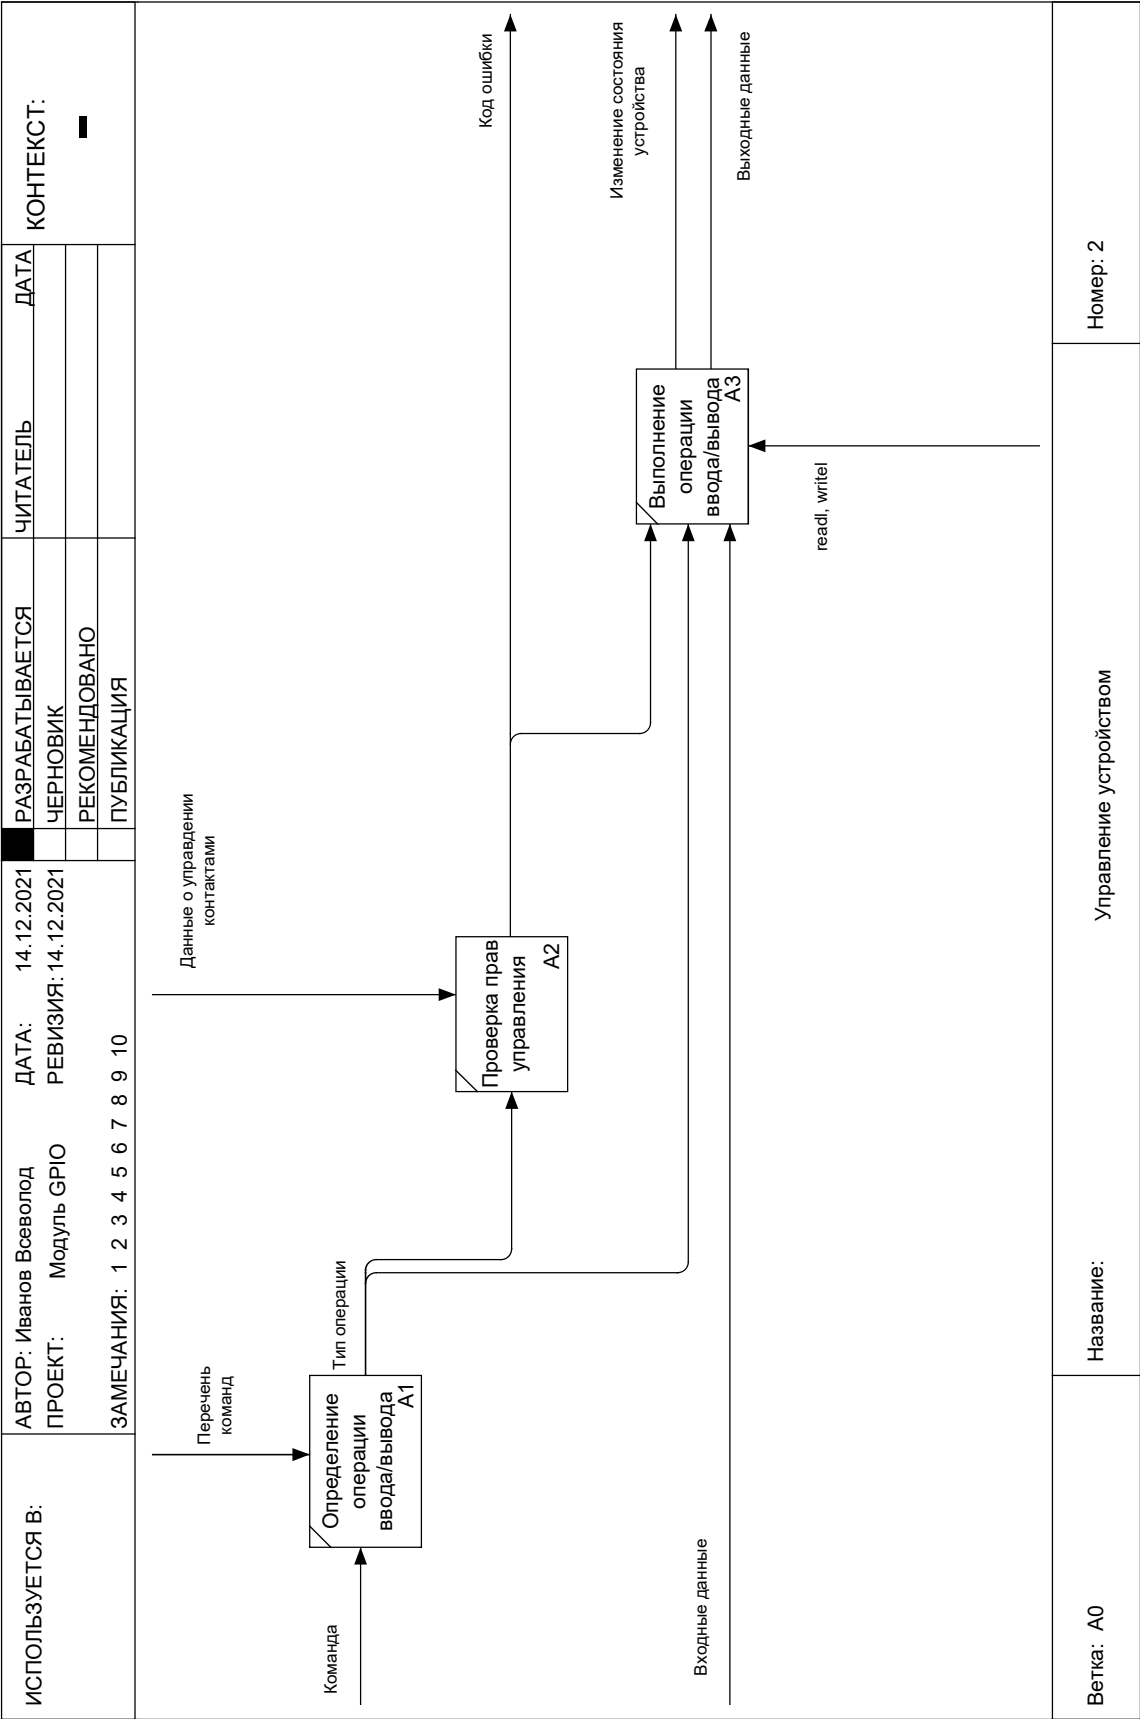 ИСПОЛЬЗУЕТСЯ В:
АВТОР: Иванов Всеволод
ДАТА: 14.12.2021
ПРОЕКТ: Модуль GPIO
РЕВИЗИЯ: 14.12.2021
ЗАМЕЧАНИЯ: 1 2 3 4 5 6 7 8 9 10
РАЗРАБАТЫВАЕТСЯ
ЧЕРНОВИК
РЕКОМЕНДОВАНО
ПУБЛИКАЦИЯ
ЧИТАТЕЛЬ
ДАТА
КОНТЕКСТ:
Перечень
команд
Данные о управдении
контактами
Команда
Определение
операции
ввода/вывода
A1
Тип операции
Проверка прав
управления
A2
Код ошибки
Входные данные
Выполнение
операции
ввода/вывода
A3
Изменение состояния
устройства
Выходные данные
readl, writel
Ветка: A0
Название:
Управление устройством
Номер: 2